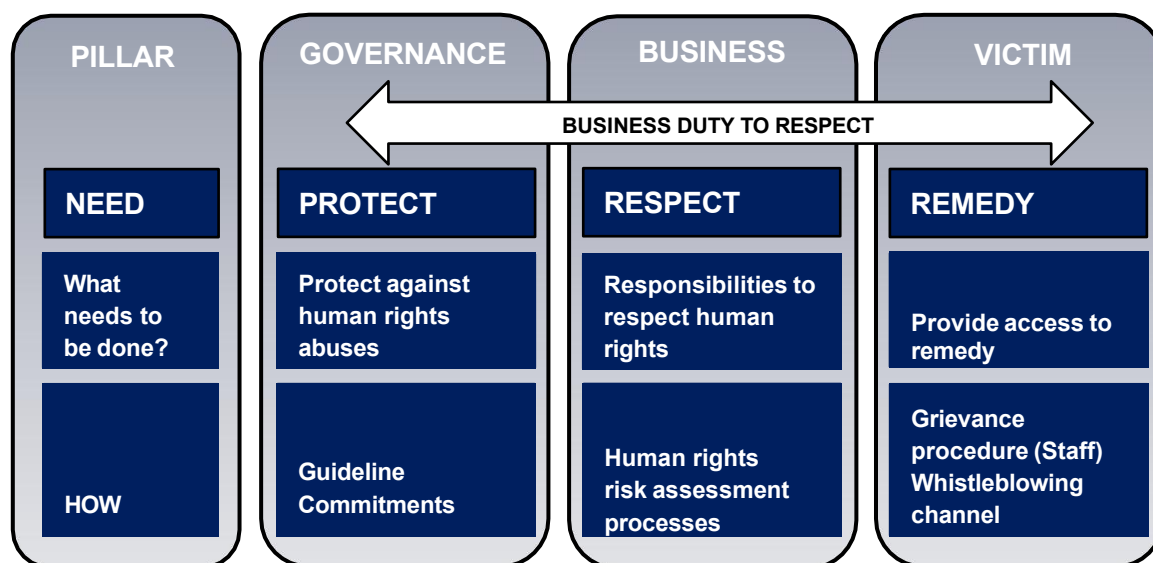 PILLAR
GOVERNANCE
BUSINESS
VICTIM
BUSINESS DUTY TO RESPECT
NEED
PROTECT
RESPECT
REMEDY
What
needs to
be done?
Protect against
human rights
abuses
Responsibilities to
respect human
rights
Provide access to
remedy
HOW
Guideline
Commitments
Human rights
risk assessment
processes
Grievance
procedure (Staff)
Whistleblowing
channel